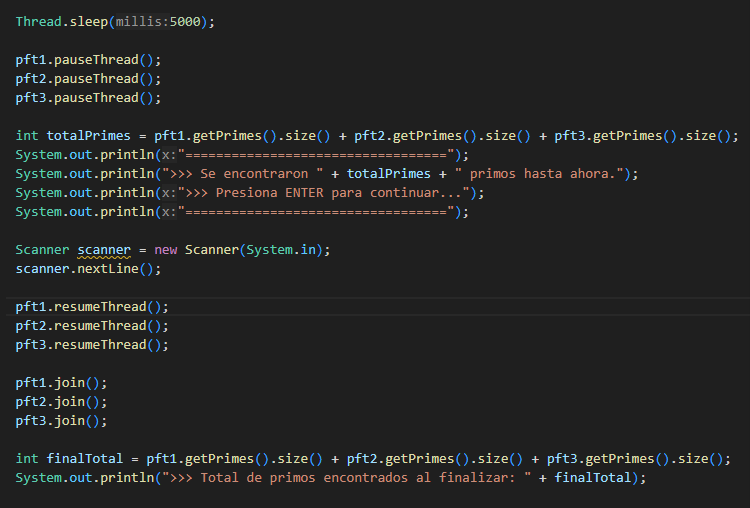 Thread.sleep(millis:5000);
pft1.pauseThread();
pft2.pauseThread();
pft3.pauseThread();
int totalPrimes = pft1.getPrimes().size() + pft2.getPrimes().size() + pft3.getPrimes().size();
System.out.println(x:"==================================");
System.out.println(">>> Se encontraron " + totalPrimes + " primos hasta ahora.");
System.out.println(x:">>> Presiona ENTER para continuar...");
System.out.println(x:"==================================");
Scanner scanner = new Scanner(System.in);
scanner.nextLine();
pft1.resumeThread();
pft2.resumeThread();
pft3.resumeThread();
pft1.join();
pft2.join();
pft3.join();
int finalTotal = pft1.getPrimes().size() + pft2.getPrimes().size() + pft3.getPrimes().size();
System.out.println(">>> Total de primos encontrados al finalizar: " + finalTotal);